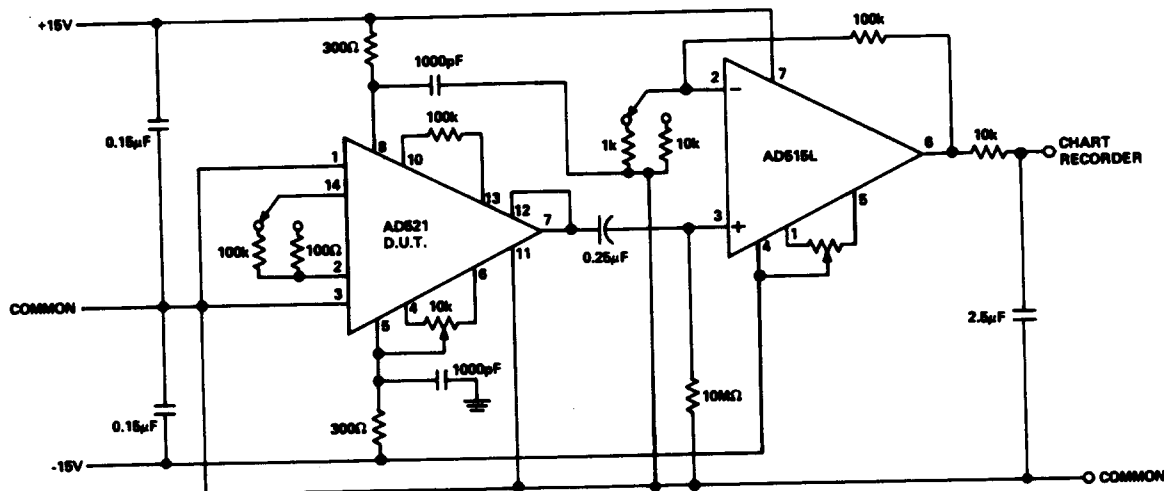 +15V
300Ω
1000pF
100k
0.15µF
8
1
10
100k
14
13
12
7
AD521
D.U.T.
100k
100Ω
2
11
6
3
4
10k
5
COMMON
1000pF
0.15µF
300Ω
-15V
0.25µF
1k
10k
2
7
AD515L
6
10k
CHART
RECORDER
3
5
1
4
10MΩ
2.5µF
COMMON